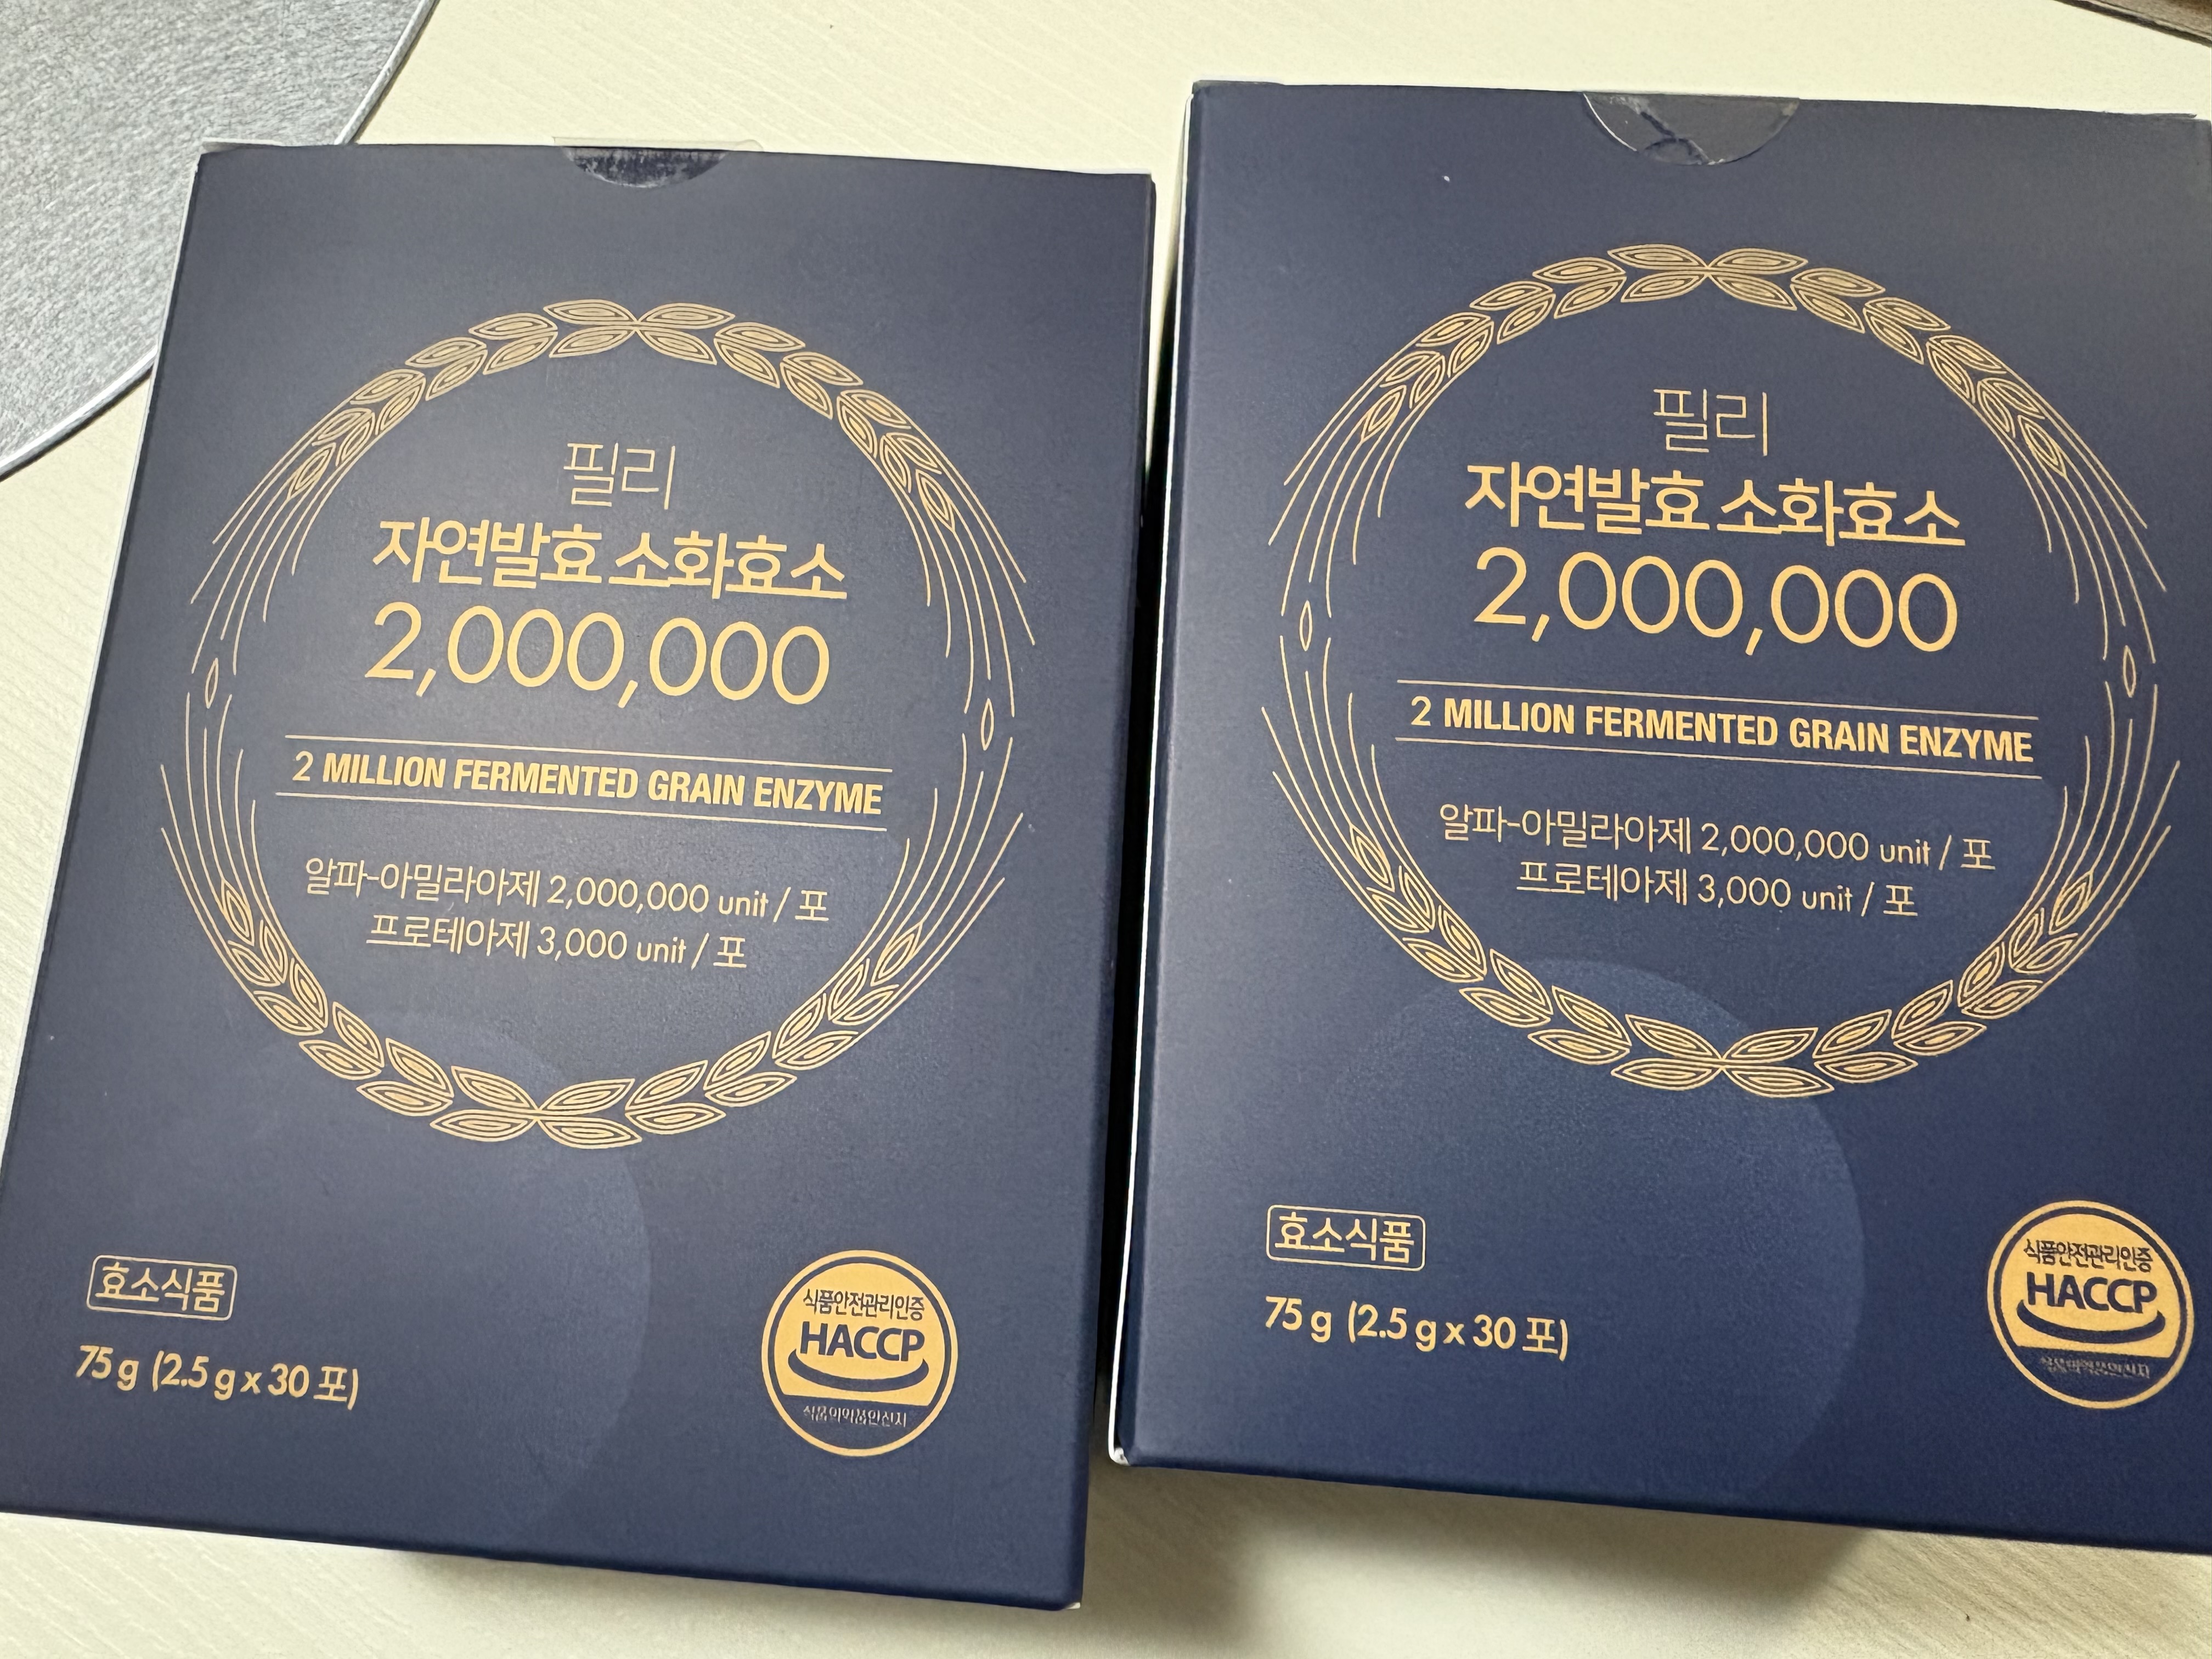 필리
자연발효 소화효소
2,000,000
2 MILLION FERMENTED GRAIN ENZYME
알파-아밀라아제 2,000,000 unit / 포
프로테아제 3,000 unit / 포
효소식품
75 g (2.5 g x 30 포)
식품안전관리인증
HACCP
필리
자연발효 소화효소
2,000,000
2 MILLION FERMENTED GRAIN ENZYME
알파-아밀라아제 2,000,000 unit / 포
프로테아제 3,000 unit / 포
효소식품
75 g (2.5 g x 30 포)
식품안전관리인증
HACCP